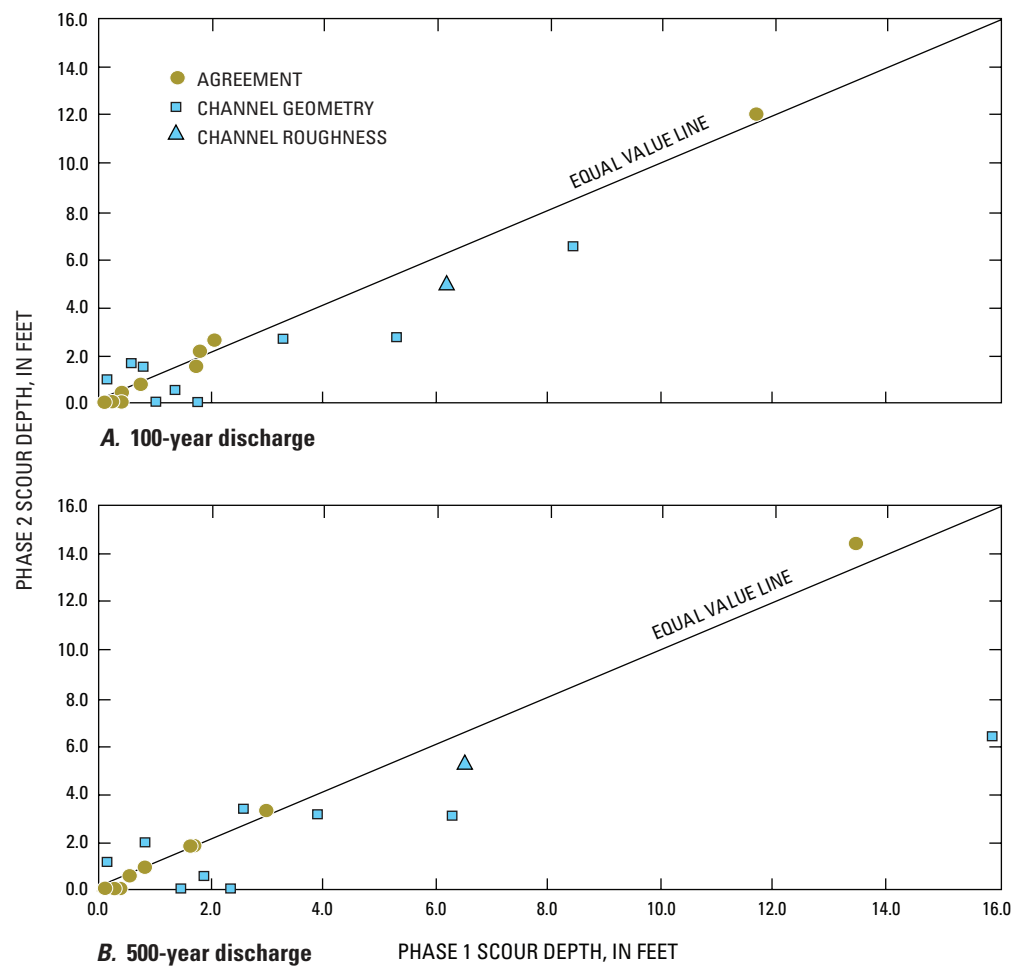 PHASE 2 SCOUR DEPTH, IN FEET
16.0
14.0
12.0
10.0
8.0
6.0
4.0
2.0
0.0
AGREEMENT
CHANNEL GEOMETRY
CHANNEL ROUGHNESS
EQUAL VALUE LINE
A. 100-year discharge
16.0
14.0
12.0
10.0
8.0
6.0
4.0
2.0
0.0
EQUAL VALUE LINE
0.0 2.0 4.0 6.0 8.0 10.0 12.0 14.0 16.0
B. 500-year discharge
PHASE 1 SCOUR DEPTH, IN FEET